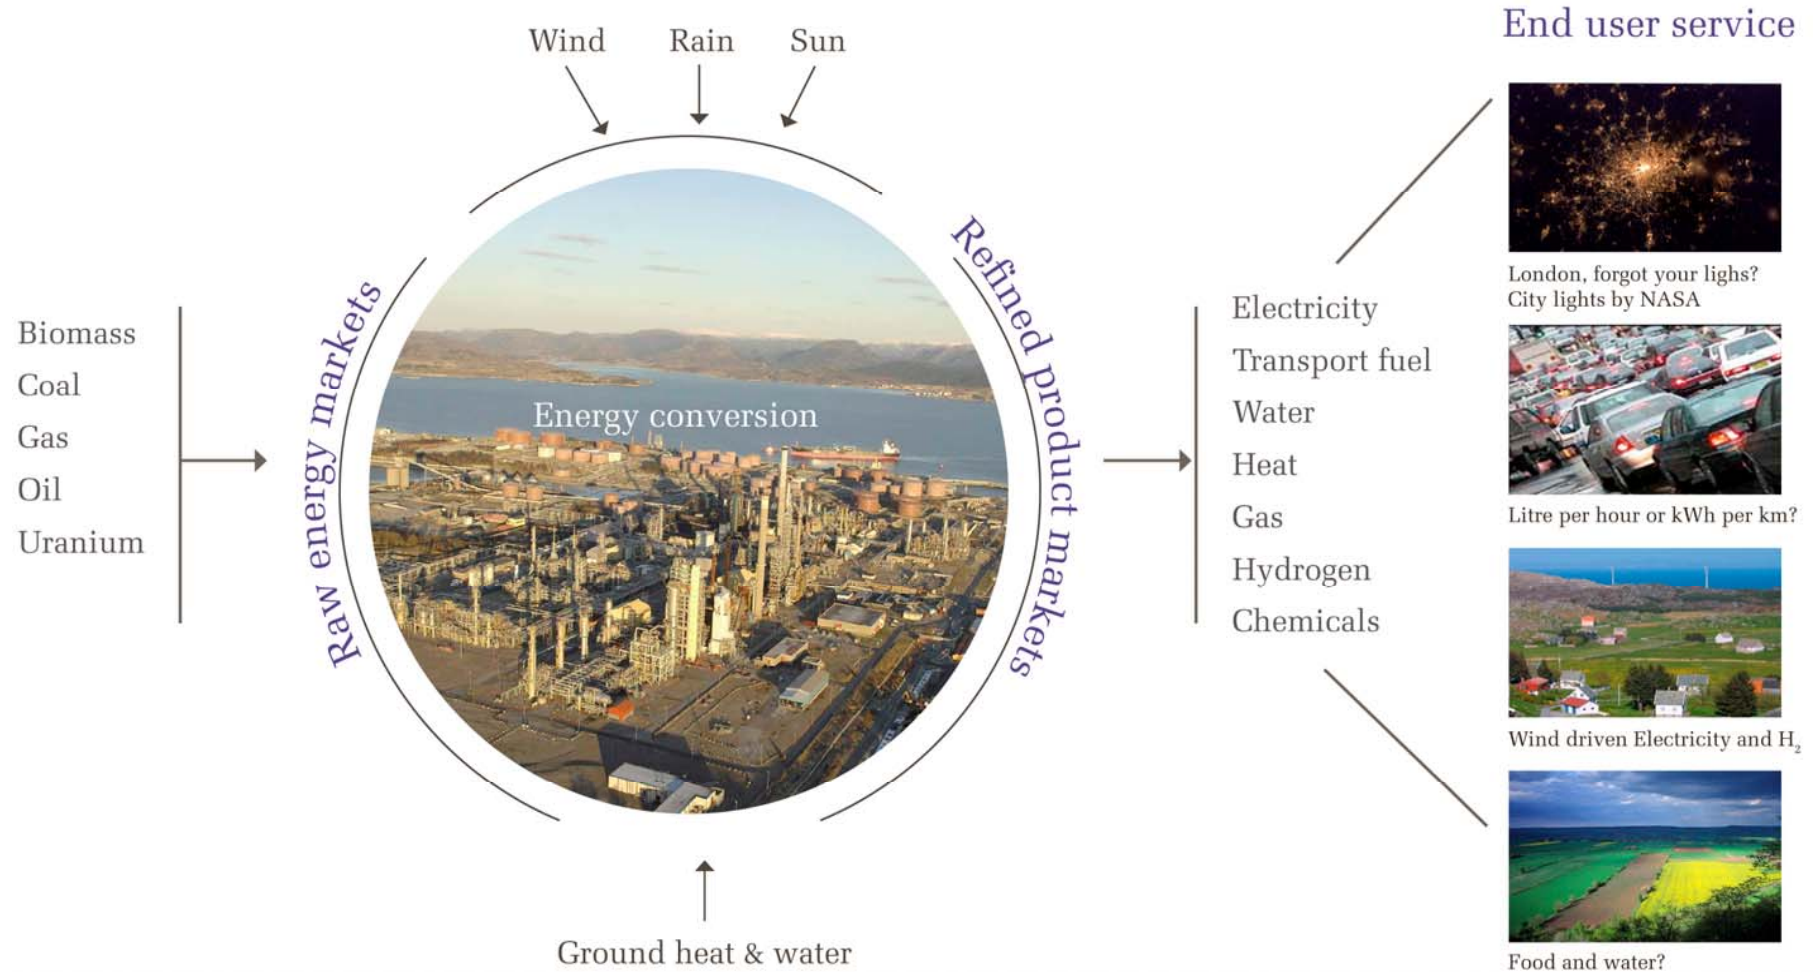 End user service
Wind
Rain
Sun
Biomass
Coal
Gas
Oil
Uranium
Raw energy markets
Energy conversion
Refined product markets
Electricity
Transport fuel
Water
Heat
Gas
Hydrogen
Chemicals
Ground heat & water
London, forgot your lighs?
City lights by NASA
Litre per hour or kWh per km?
Wind driven Electricity and H₂
Food and water?